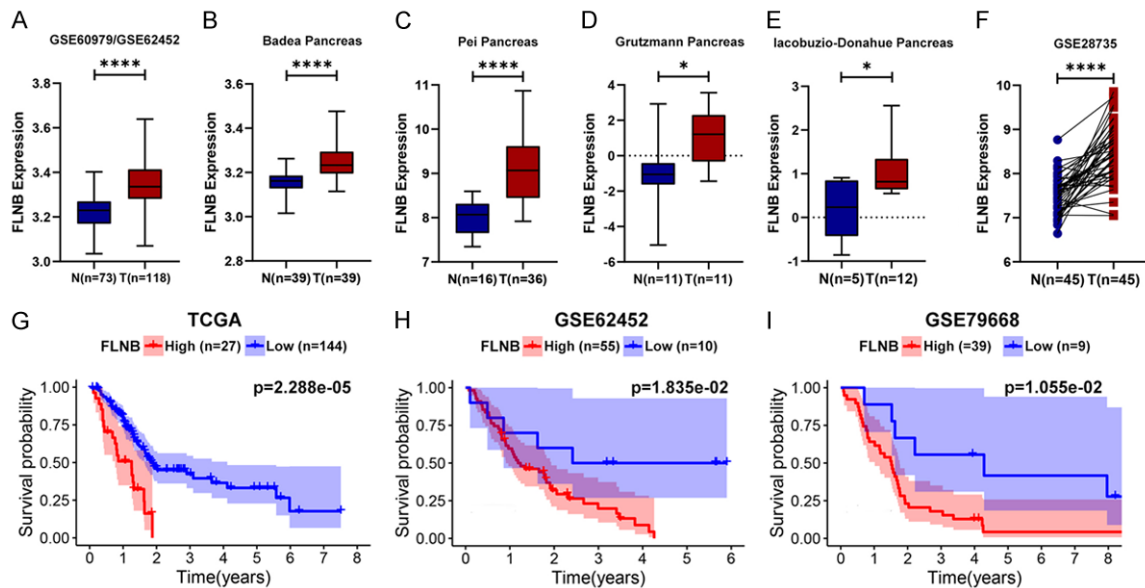 A
GSE60979/GSE62452
****
FLNB Expression
3.8
3.6
3.4
3.2
3.0
N(n=73) T(n=118)
B
Badea Pancreas
****
FLNB Expression
3.6
3.4
3.2
3.0
2.8
N(n=39) T(n=39)
C
Pei Pancreas
****
FLNB Expression
11
10
9
8
7
N(n=16) T(n=36)
D
Grutzmann Pancreas
*
FLNB Expression
4
2
0
-2
-4
-6
N(n=11) T(n=11)
E
Iacobuzio-Donahue Pancreas
*
FLNB Expression
3
2
1
0
-1
N(n=5) T(n=12)
F
GSE28735
****
FLNB Expression
10
9
8
7
6
N(n=45) T(n=45)
G
TCGA
FLNB High (n=27) Low (n=144)
p=2.288e-05
Survival probability
1.00
0.75
0.50
0.25
0.00
0 1 2 3 4 5 6 7 8
Time(years)
H
GSE62452
FLNB High (n=55) Low (n=10)
p=1.835e-02
Survival probability
1.00
0.75
0.50
0.25
0.00
0 1 2 3 4 5 6
Time(years)
I
GSE79668
FLNB High (=39) Low (n=9)
p=1.055e-02
Survival probability
1.00
0.75
0.50
0.25
0.00
0 2 4 6 8
Time(years)